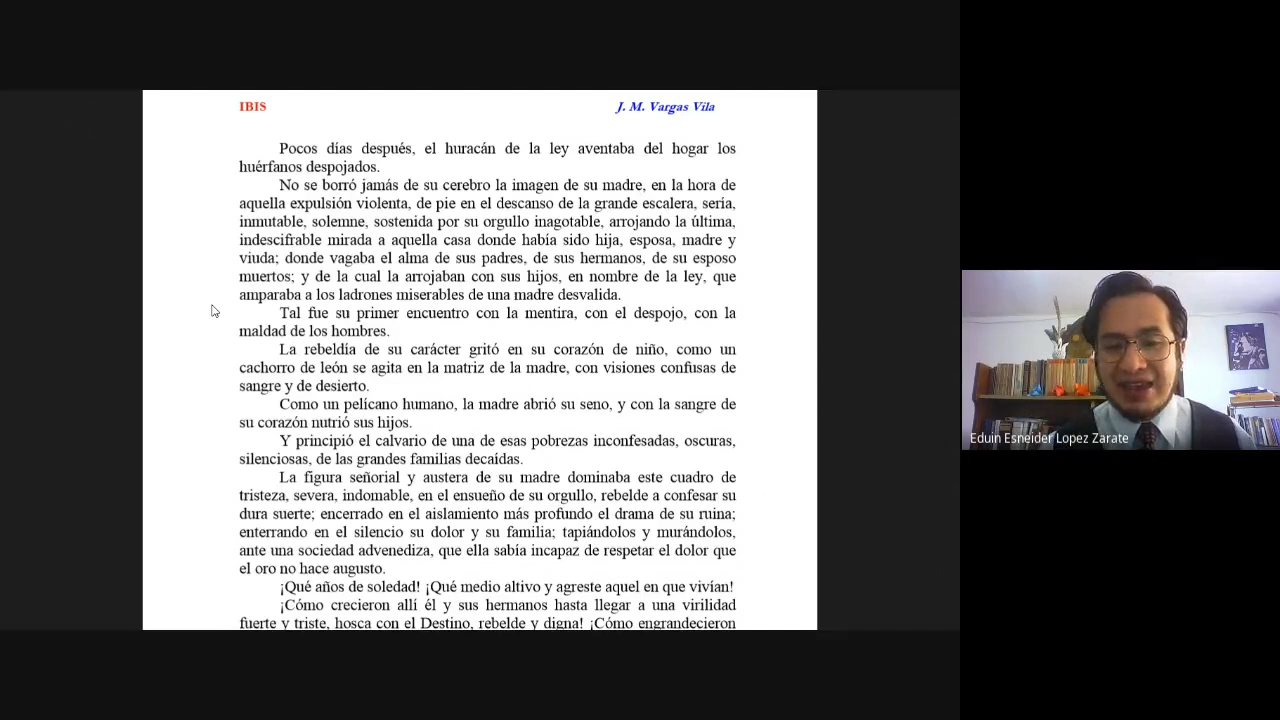 IBIS
J. M. Vargas Vila
Pocos días después, el huracán de la ley aventaba del hogar los
huérfanos despojados.
No se borró jamás de su cerebro la imagen de su madre, en la hora de
aquella expulsión violenta, de pie en el descanso de la grande escalera, sería,
inmutable, solemne, sostenida por su orgullo inagotable, arrojando la última,
indescifrable mirada a aquella casa donde había sido hija, esposa, madre y
viuda; donde vagaba el alma de sus padres, de sus hermanos, de su esposo
muertos; y de la cual la arrojaban con sus hijos, en nombre de la ley, que
amparaba a los ladrones miserables de una madre desvalida.
Tal fue su primer encuentro con la mentira, con el despojo, con la
maldad de los hombres.
La rebeldía de su carácter gritó en su corazón de niño, como un
cachorro de león se agita en la matriz de la madre, con visiones confusas de
sangre y de desierto.
Como un pelícano humano, la madre abrió su seno, y con la sangre de
su corazón nutrió sus hijos.
Y principió el calvario de una de esas pobrezas inconfesadas, oscuras,
silenciosas, de las grandes familias decaídas.
La figura señorial y austera de su madre dominaba este cuadro de
tristeza, severa, indomable, en el ensueño de su orgullo, rebelde a confesar su
dura suerte; encerrado en el aislamiento más profundo el drama de su ruina;
enterrando en el silencio su dolor y su familia; tapiándolos y murándolos,
ante una sociedad advenediza, que ella sabía incapaz de respetar el dolor que
el oro no hace augusto.
¡Qué años de soledad! ¡Qué medio altivo y agreste aquel en que vivían!
¡Cómo crecieron allí él y sus hermanos hasta llegar a una virilidad
fuerte y triste, hosca con el Destino, rebelde y digna! ¡Cómo engrandecieron
Eduin Esneider Lopez Zarate